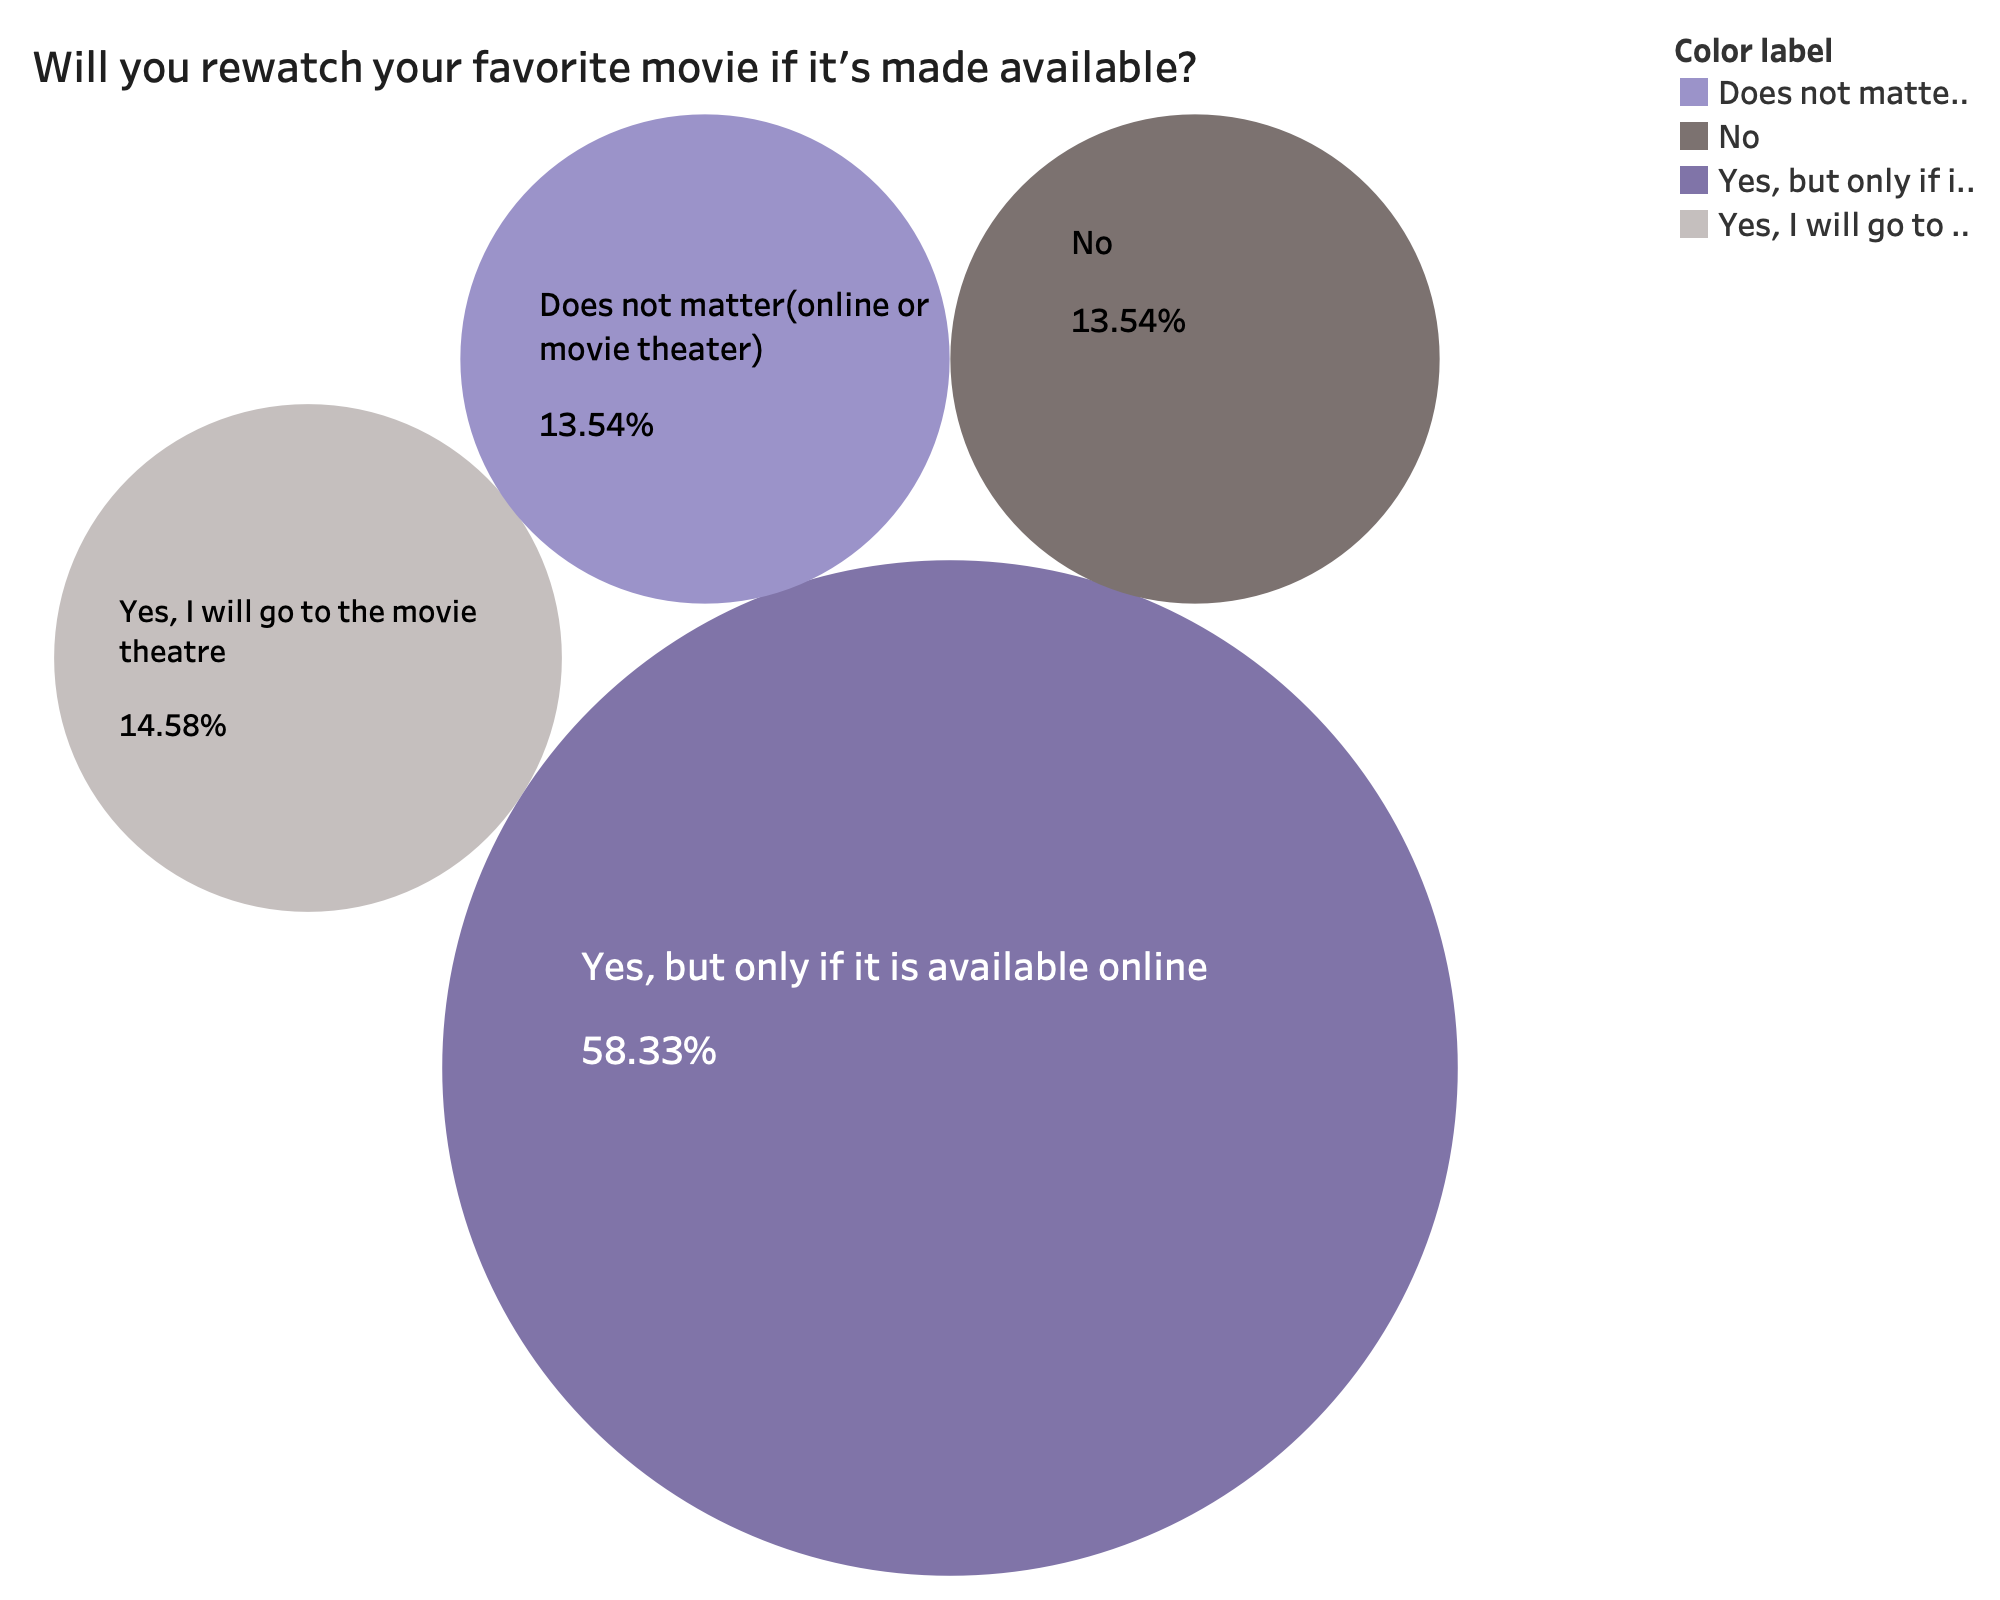 Will you rewatch your favorite movie if it’s made available?
Color label
Does not matte..
No
Yes, but only if i..
Yes, I will go to ..
Does not matter(online or
movie theater)
13.54%
No
13.54%
Yes, I will go to the movie
theatre
14.58%
Yes, but only if it is available online
58.33%